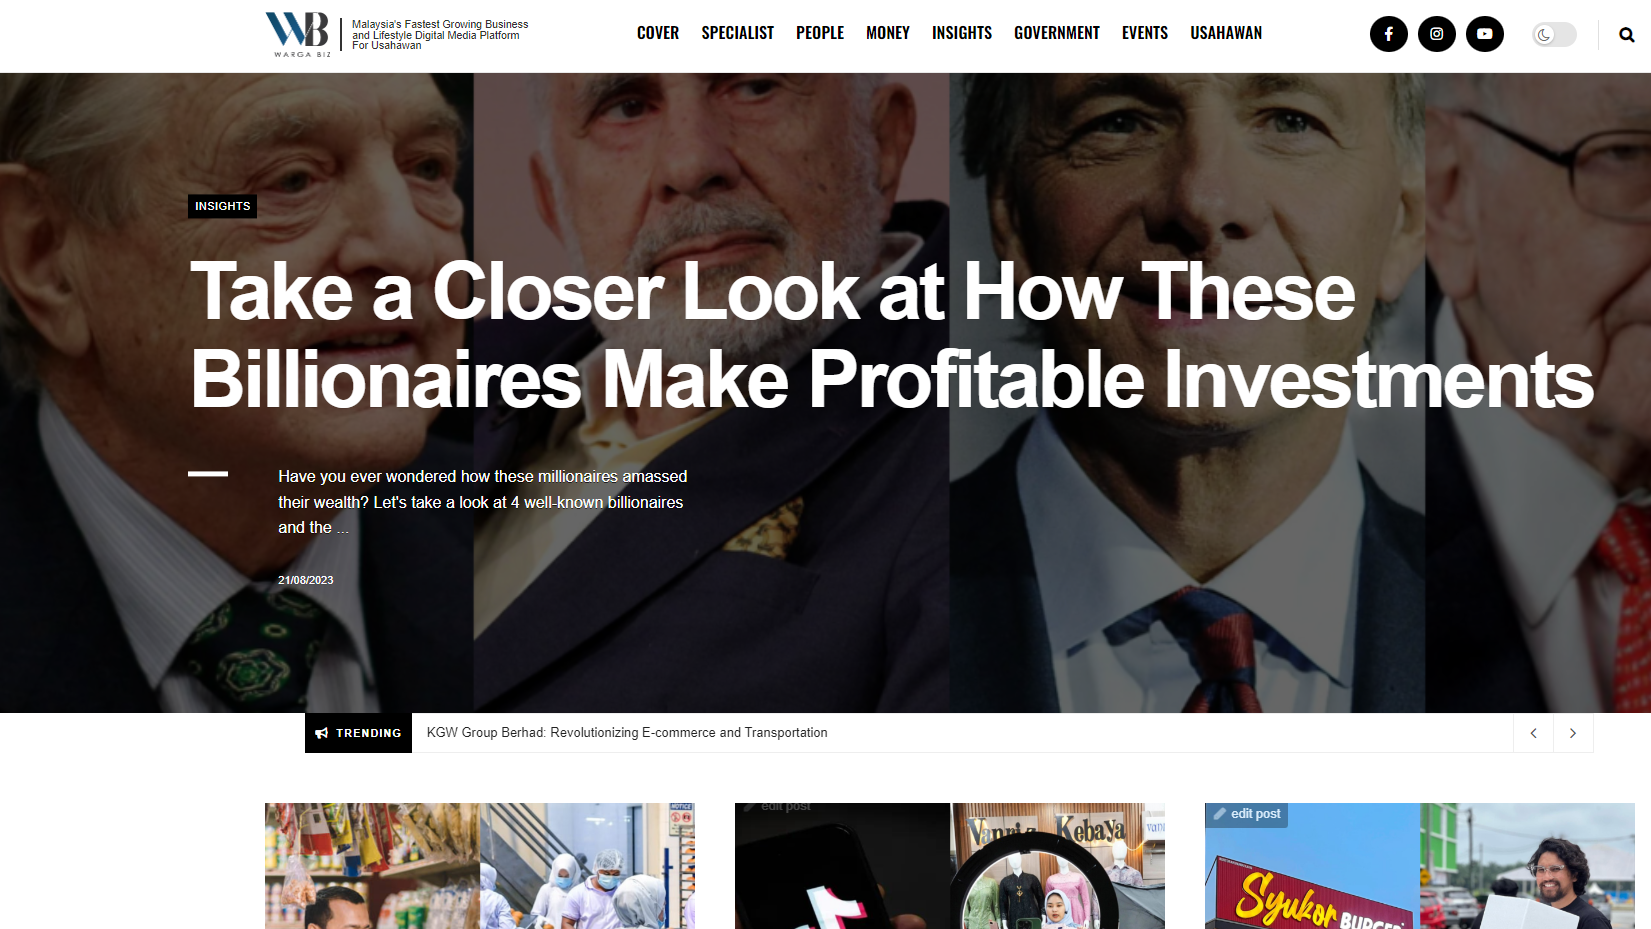 WB
WARGA BIZ
Malaysia's Fastest Growing Business
and Lifestyle Digital Media Platform
For Usahawan
COVER SPECIALIST PEOPLE MONEY INSIGHTS GOVERNMENT EVENTS USAHAWAN
INSIGHTS
Take a Closer Look at How These
Billionaires Make Profitable Investments
Have you ever wondered how these millionaires amassed
their wealth? Let's take a look at 4 well-known billionaires
and the ...
21/08/2023
TRENDING KGW Group Berhad: Revolutionizing E-commerce and Transportation
NOTICE
edit post
Vanriz Kebaya
edit post
Syukor BURGER